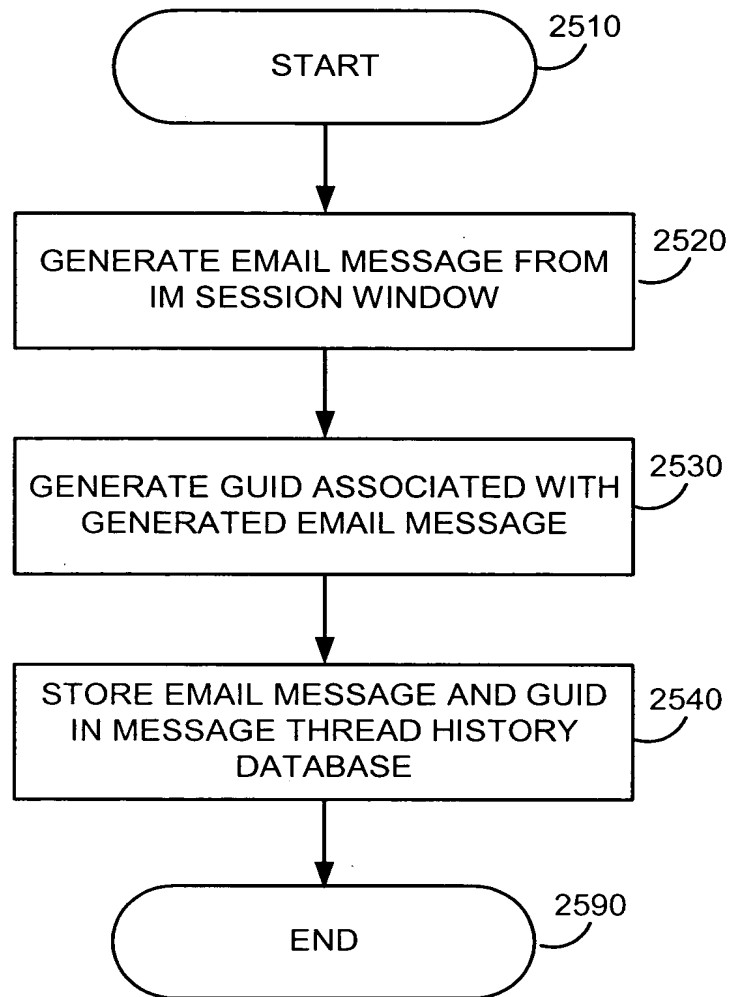 2510
START
2520
GENERATE EMAIL MESSAGE FROM
IM SESSION WINDOW
2530
GENERATE GUID ASSOCIATED WITH
GENERATED EMAIL MESSAGE
2540
STORE EMAIL MESSAGE AND GUID
IN MESSAGE THREAD HISTORY
DATABASE
2590
END